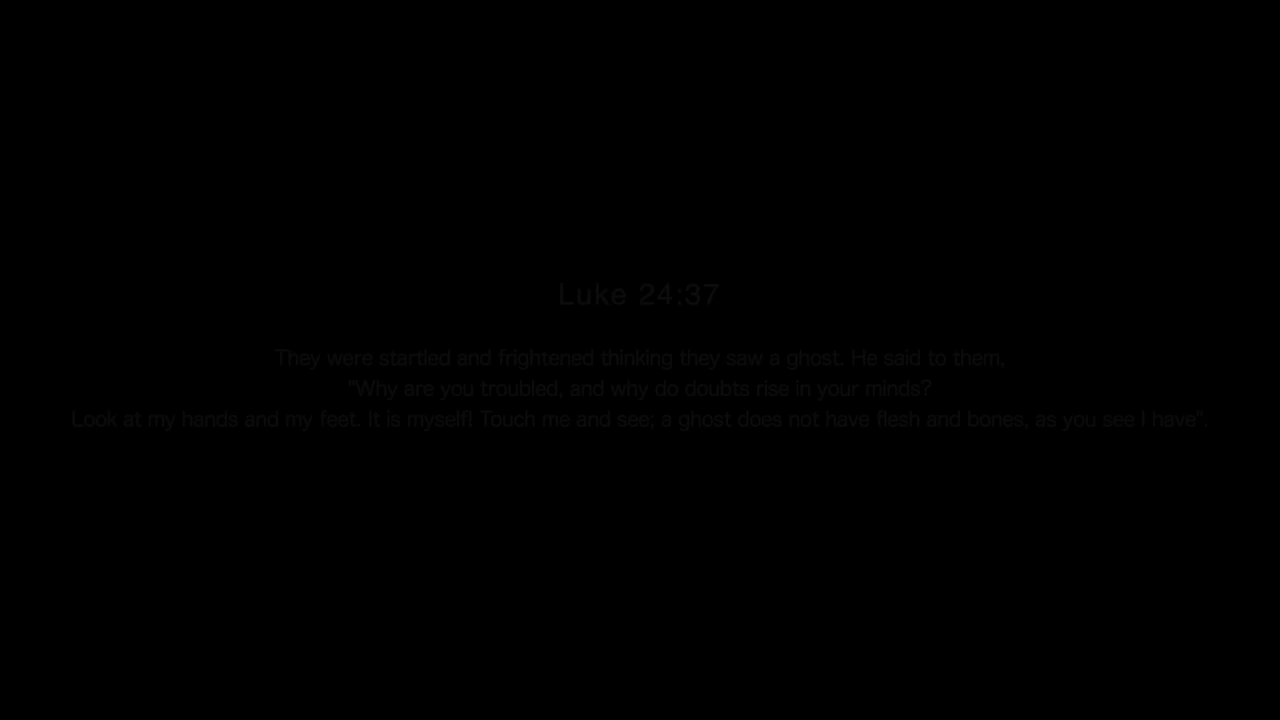 Luke 24:37
They were startled and frightened thinking they saw a ghost. He said to them,
"Why are you troubled, and why do doubts rise in your minds?
Look at my hands and my feet. It is myself! Touch me and see; a ghost does not have flesh and bones, as you see I have".